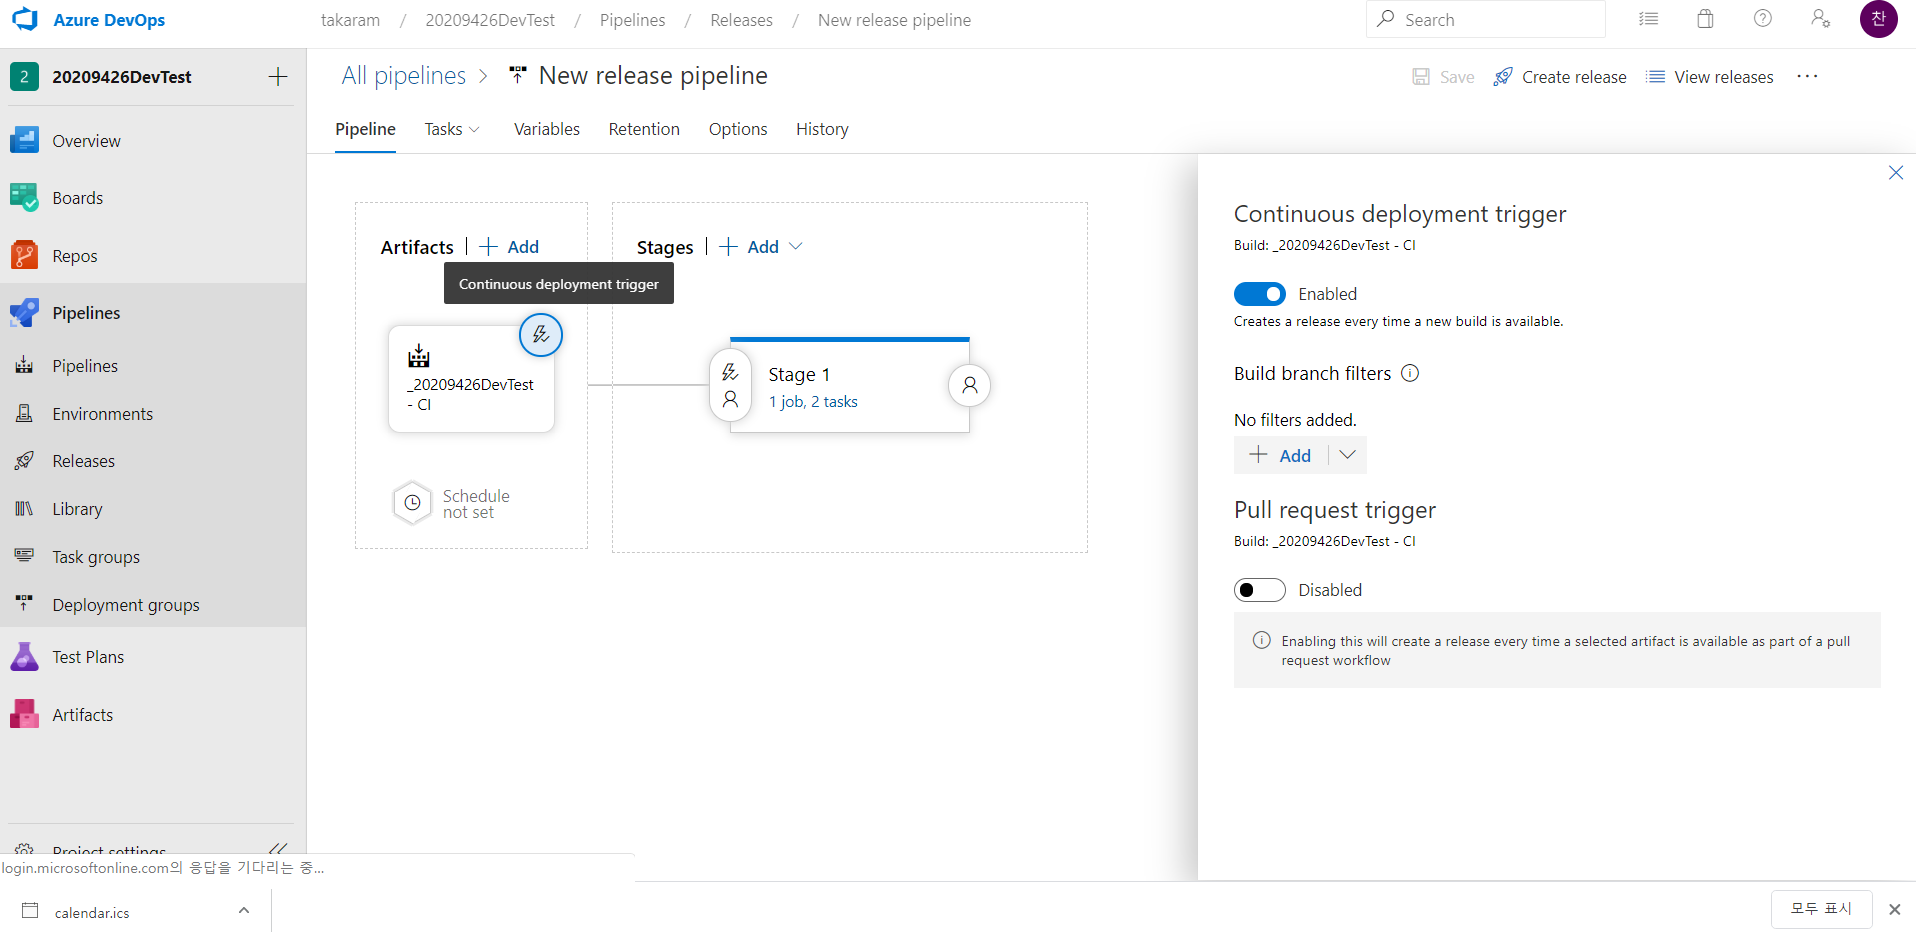 Azure DevOps
takaram / 20209426DevTest / Pipelines / Releases / New release pipeline
Search
찬
2 20209426DevTest
All pipelines > New release pipeline
Save
Create release
View releases
Pipeline Tasks Variables Retention Options History
Overview
Boards
Repos
Pipelines
Pipelines
Environments
Releases
Library
Task groups
Deployment groups
Test Plans
Artifacts
Project settings
Artifacts | + Add
Continuous deployment trigger
_20209426DevTest
- CI
Schedule
not set
Stages | + Add
Stage 1
1 job, 2 tasks
Continuous deployment trigger
Build: _20209426DevTest - CI
Enabled
Creates a release every time a new build is available.
Build branch filters
No filters added.
+ Add
Pull request trigger
Build: _20209426DevTest - CI
Disabled
Enabling this will create a release every time a selected artifact is available as part of a pull
request workflow
login.microsoftonline.com의 응답을 기다리는 중...
calendar.ics
모두 표시